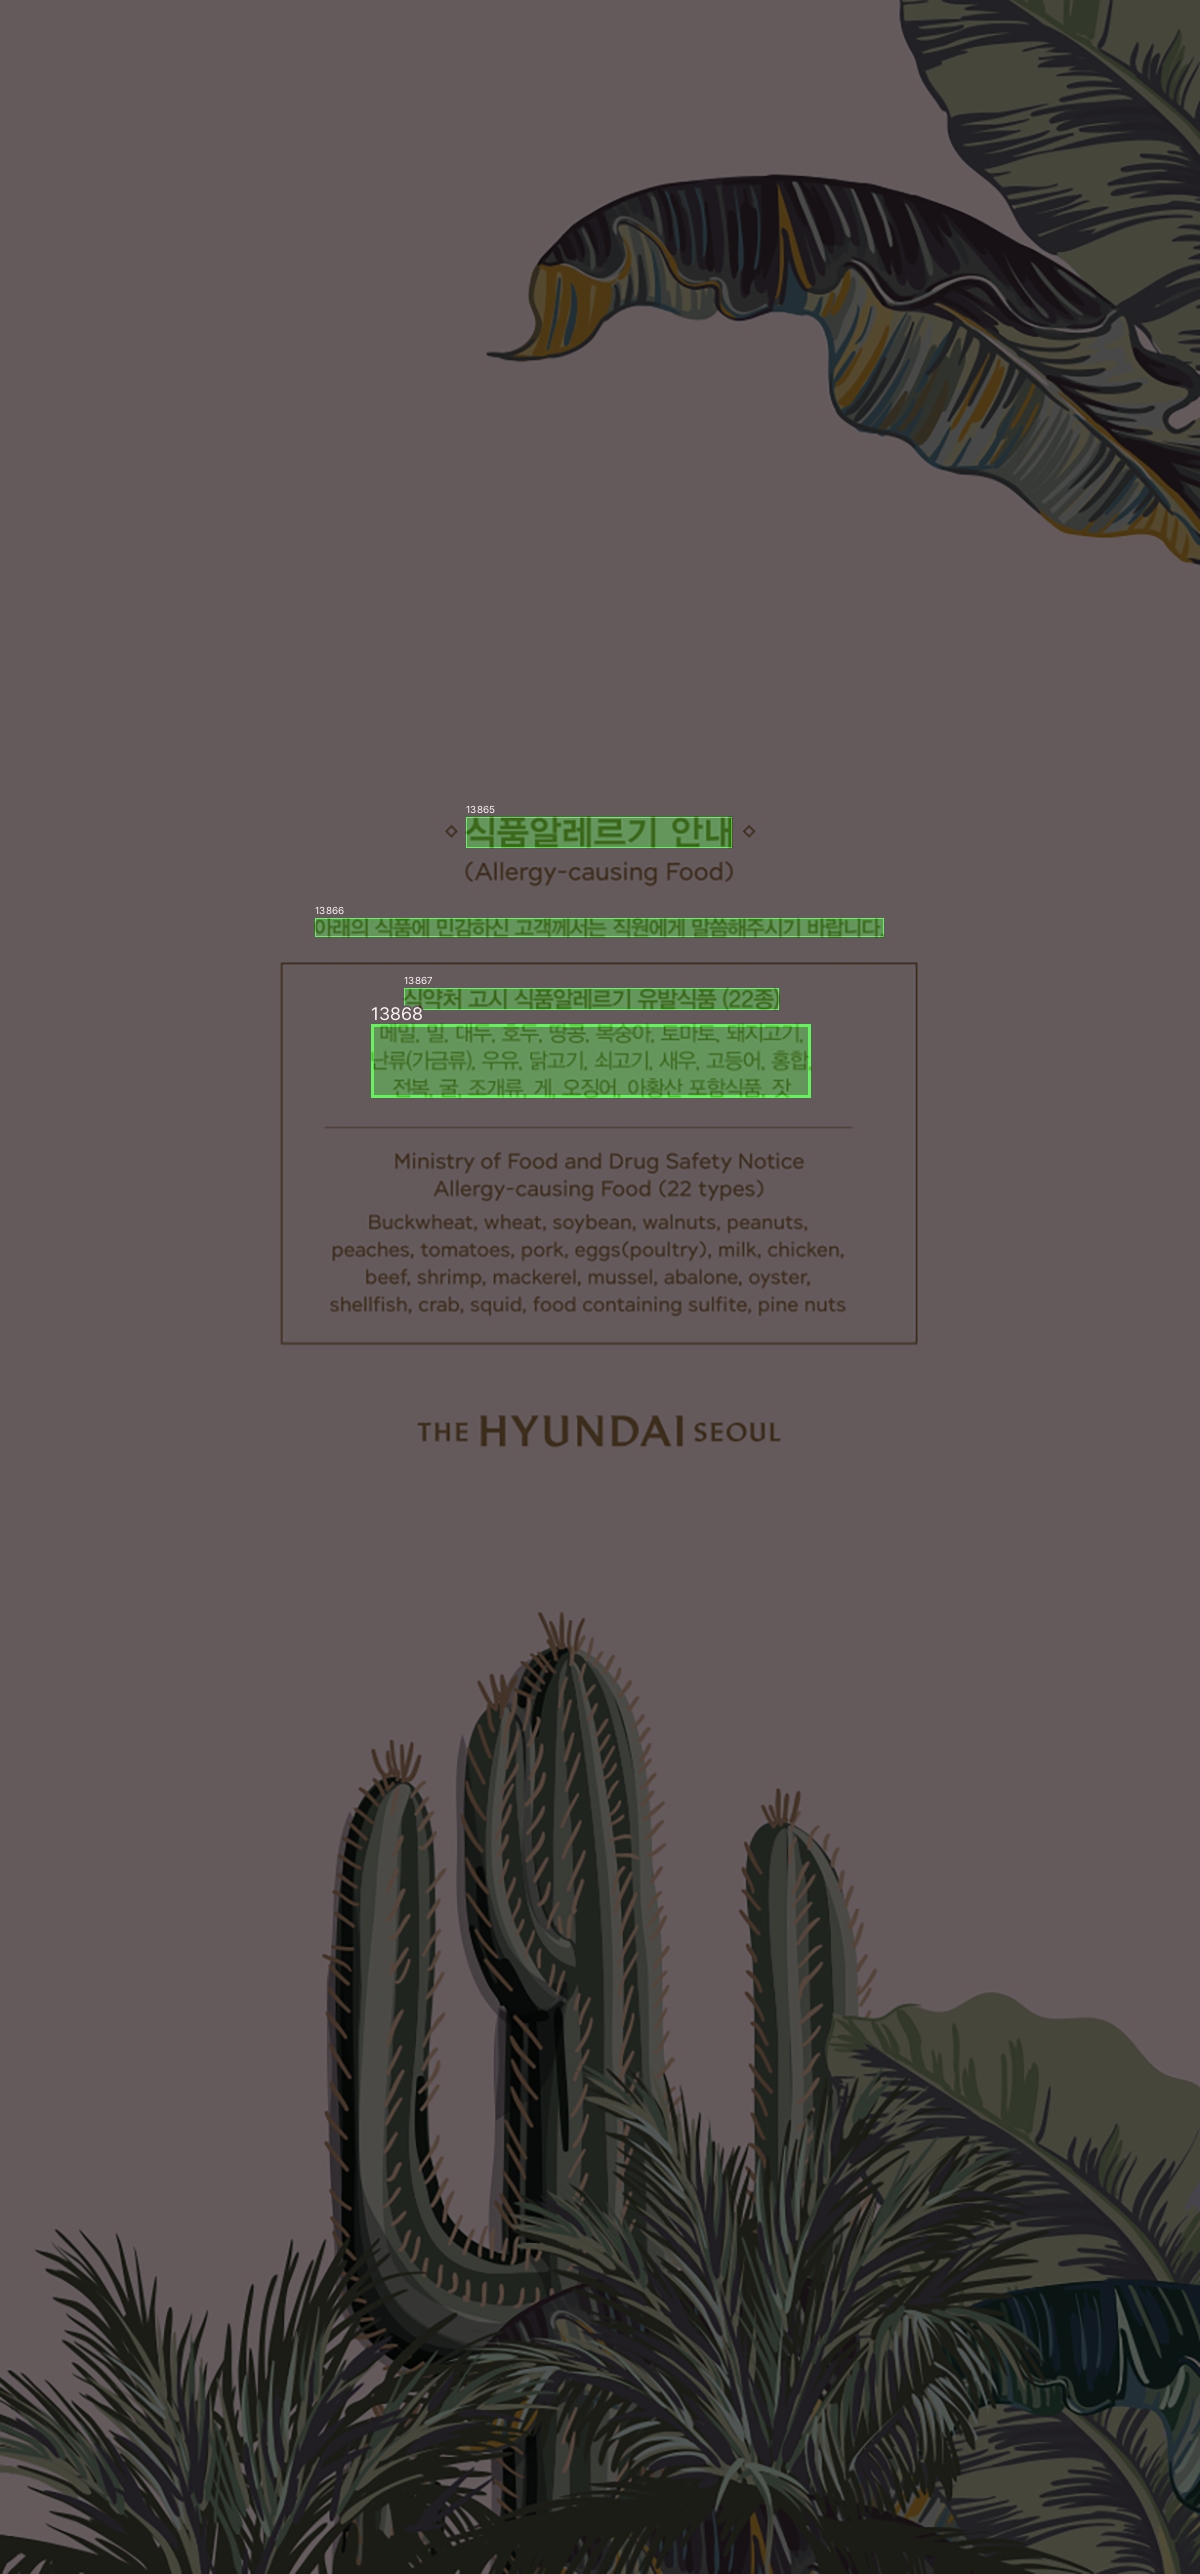 13865
◇ 식품알레르기 안내 ◇
(Allergy-causing Food)
13866
아래의 식품에 민감하신 고객께서는 직원에게 말씀해주시기 바랍니다.
13867
식약처 고시 식품알레르기 유발식품 (22종)
13868
메밀, 밀, 대두, 호두, 땅콩, 복숭아, 토마토, 돼지고기,
난류(가금류), 우유, 닭고기, 쇠고기, 새우, 고등어, 홍합,
전복, 굴, 조개류, 게, 오징어, 아황산 포함식품, 잣
Ministry of Food and Drug Safety Notice
Allergy-causing Food (22 types)
Buckwheat, wheat, soybean, walnuts, peanuts,
peaches, tomatoes, pork, eggs(poultry), milk, chicken,
beef, shrimp, mackerel, mussel, abalone, oyster,
shellfish, crab, squid, food containing sulfite, pine nuts
THE HYUNDAI SEOUL